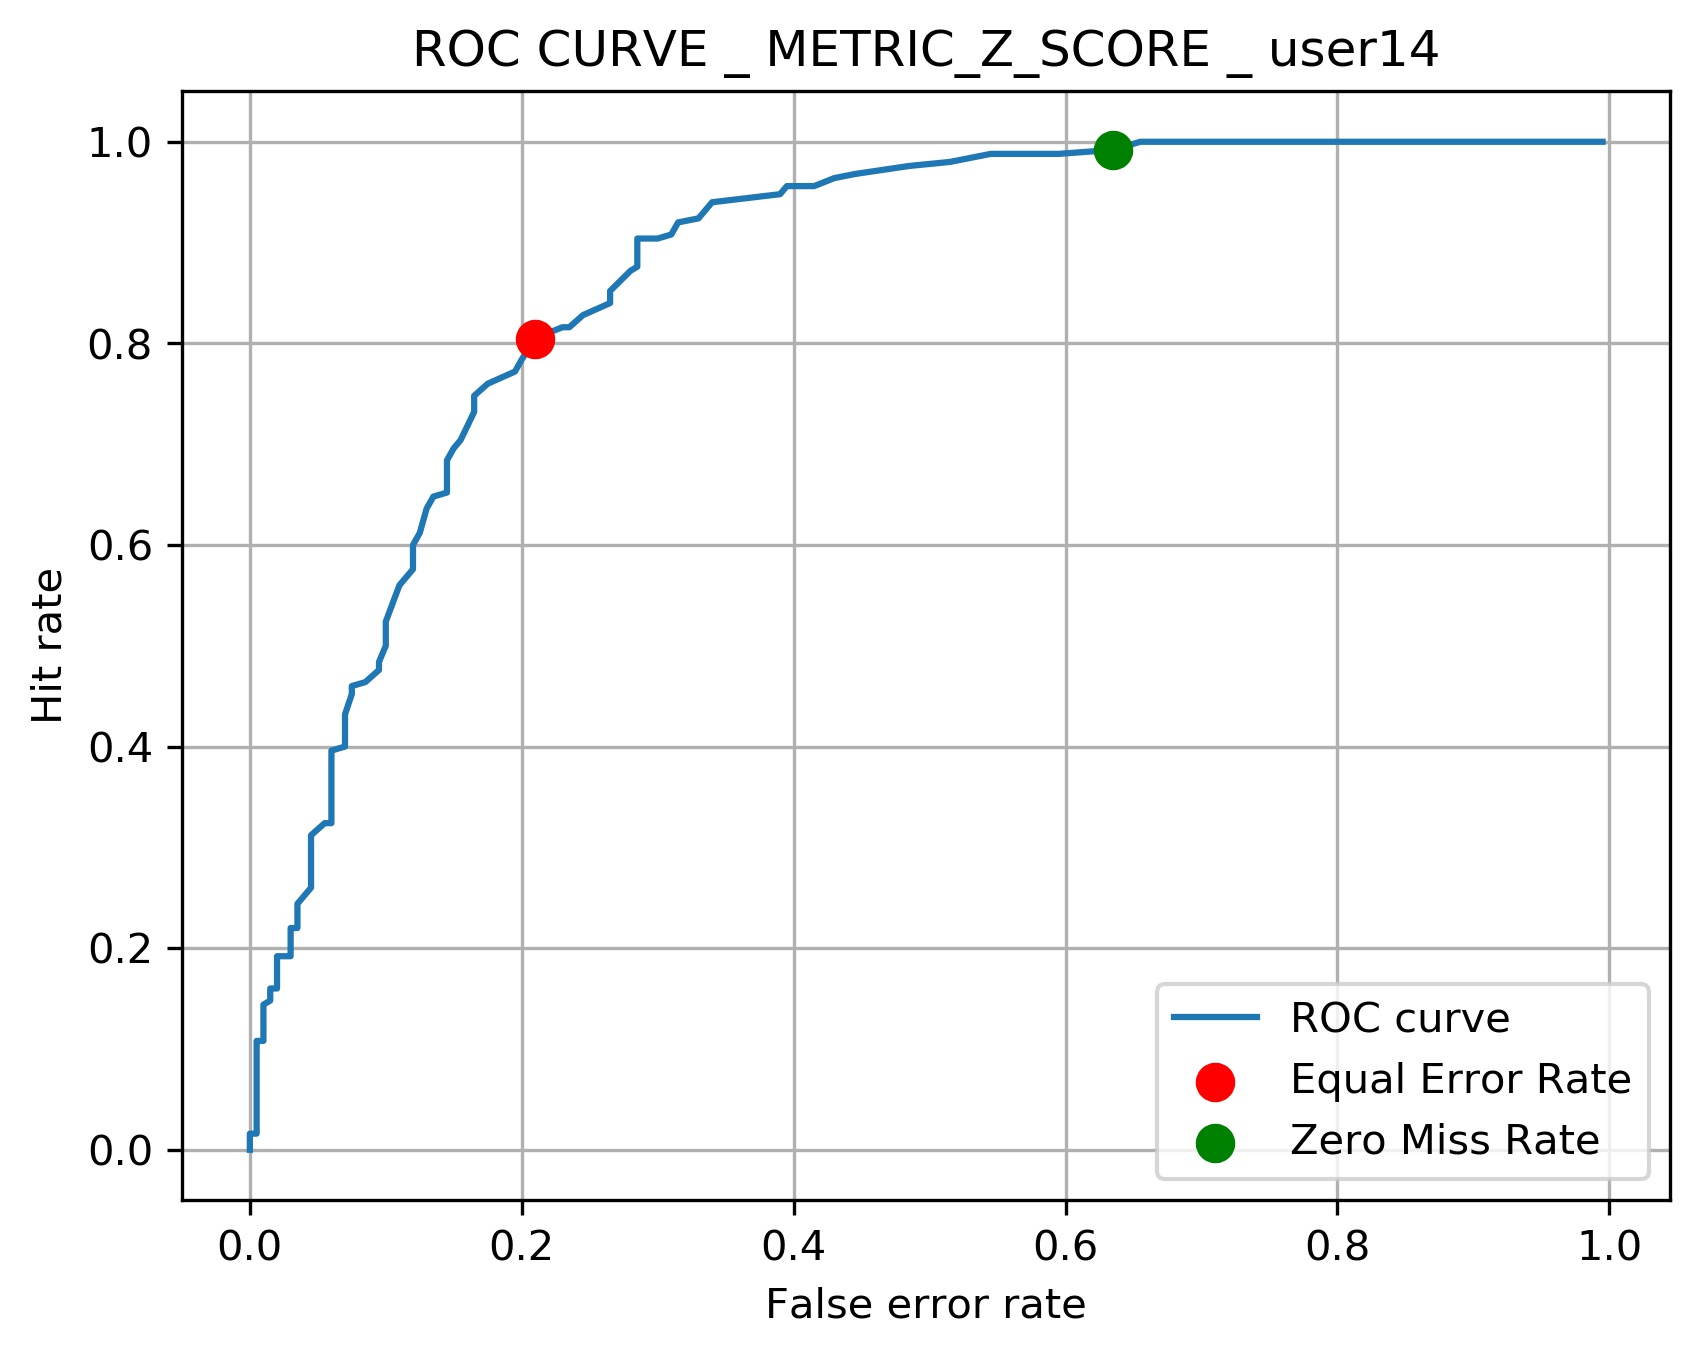 ROC CURVE _ METRIC_Z_SCORE _ user14
1.0
0.8
0.6
0.4
0.2
0.0
Hit rate
ROC curve
Equal Error Rate
Zero Miss Rate
0.0 0.2 0.4 0.6 0.8 1.0
False error rate